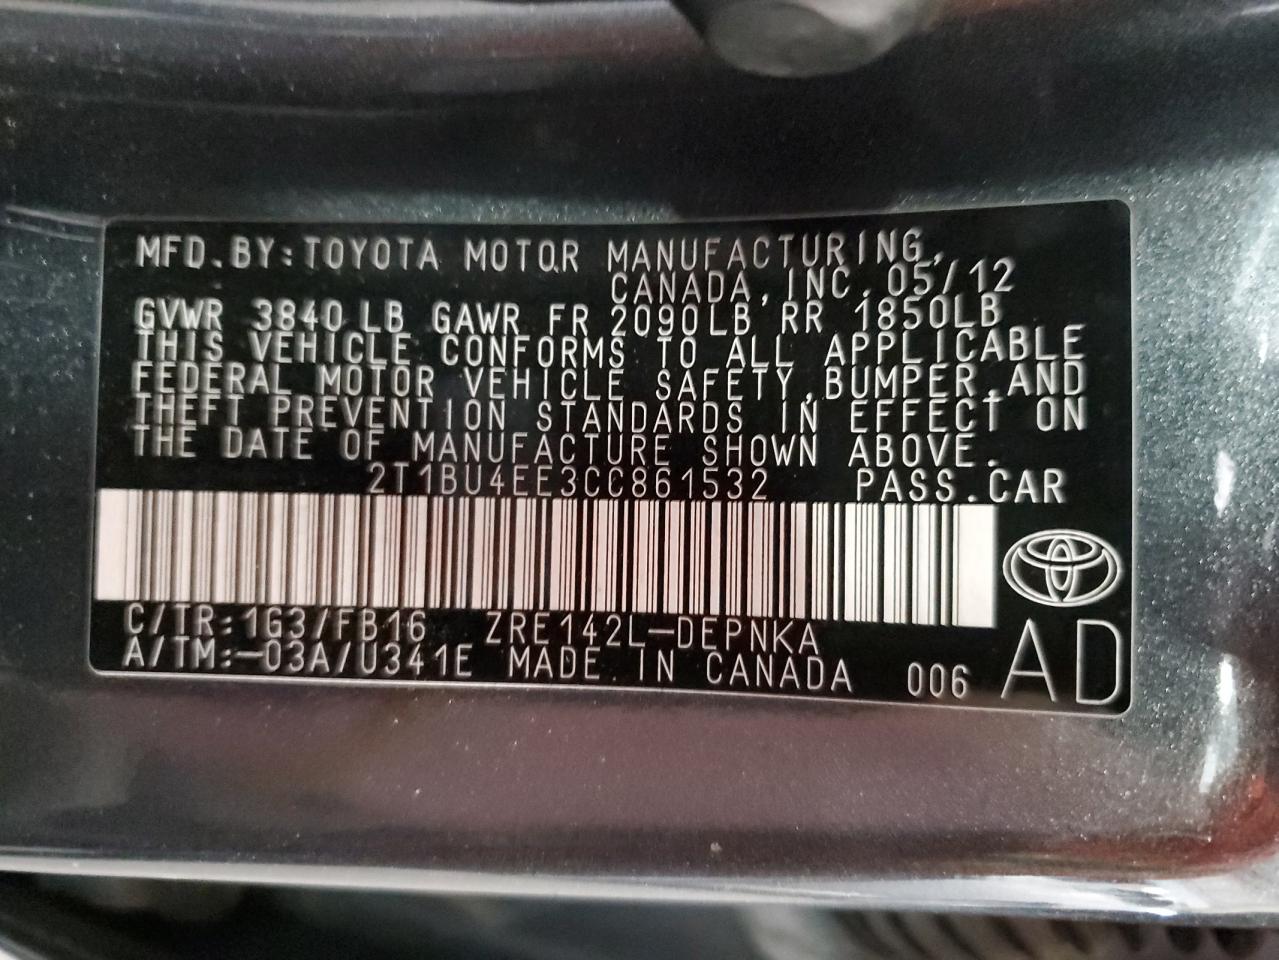 MFD.BY:TOYOTA MOTOR MANUFACTURING,
CANADA,INC.05/12
GVWR 3840LB GAWR FR 2090LB RR 1850LB
THIS VEHICLE CONFORMS TO ALL APPLICABLE
FEDERAL MOTOR VEHICLE SAFETY,BUMPER,AND
THEFT PREVENTION STANDARDS IN EFFECT ON
THE DATE OF MANUFACTURE SHOWN ABOVE.
2T1BU4EE3CC861532 PASS.CAR
C/TR:1G3/FB16 ZRE142L-DEPNKA
A/TM:-03A/U341E MADE IN CANADA 006 AD